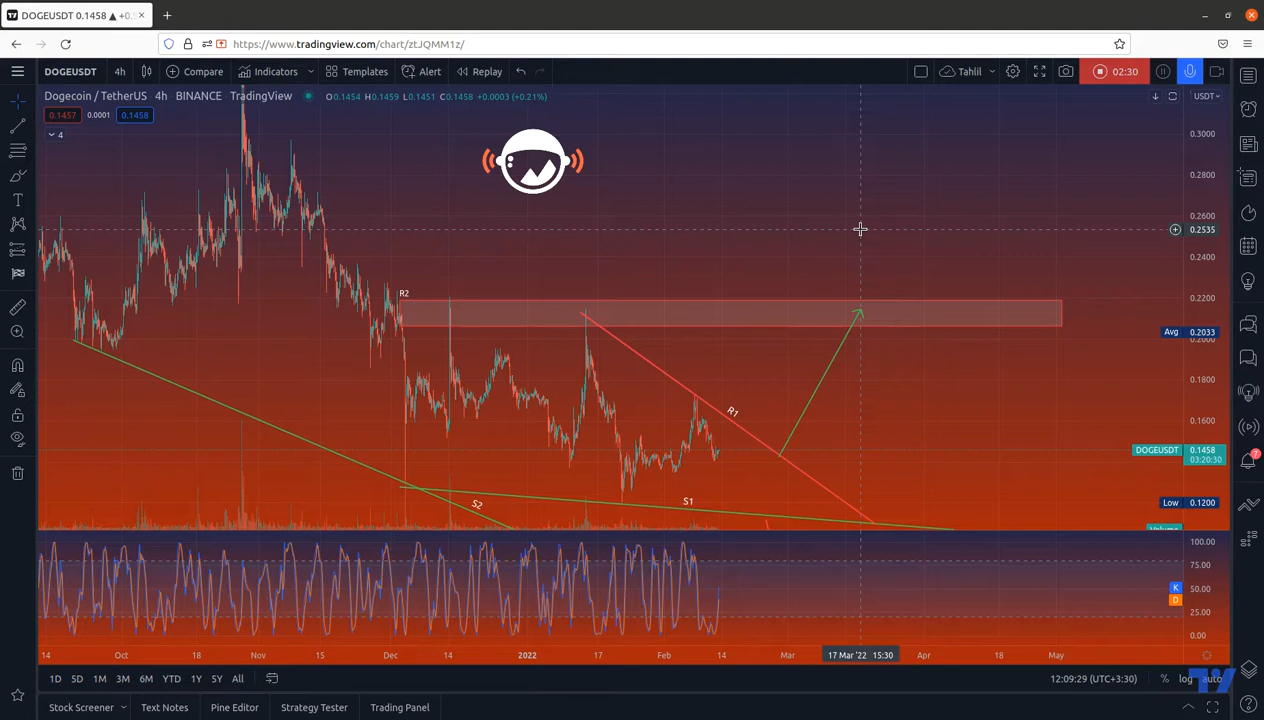 DOGEUSDT 0.1458 ▲ +0.
https://www.tradingview.com/chart/ztJQMM1z/
DOGEUSDT 4h Compare Indicators Templates Alert Replay Tahlil 02:30
Dogecoin / TetherUS 4h BINANCE TradingView O0.1454 H0.1459 L0.1451 C0.1458 +0.0003 (+0.21%) USDT
0.1457 0.0001 0.1458
4
0.3000
0.2800
0.2600
0.2535
0.2400
R2
0.2200
Avg 0.2033
0.2000
0.1800
R1
0.1600
DOGEUSDT 0.1458
03:20:30
7
S2
S1
Low 0.1200
Volume
100.00
75.00
K
50.00
D
25.00
0.00
14 Oct 18 Nov 15 Dec 14 2022 17 Feb 14 Mar 17 Mar '22 15:30 Apr 18 May
1D 5D 1M 3M 6M YTD 1Y 5Y All 12:09:29 (UTC+3:30) % log auto
Stock Screener Text Notes Pine Editor Strategy Tester Trading Panel